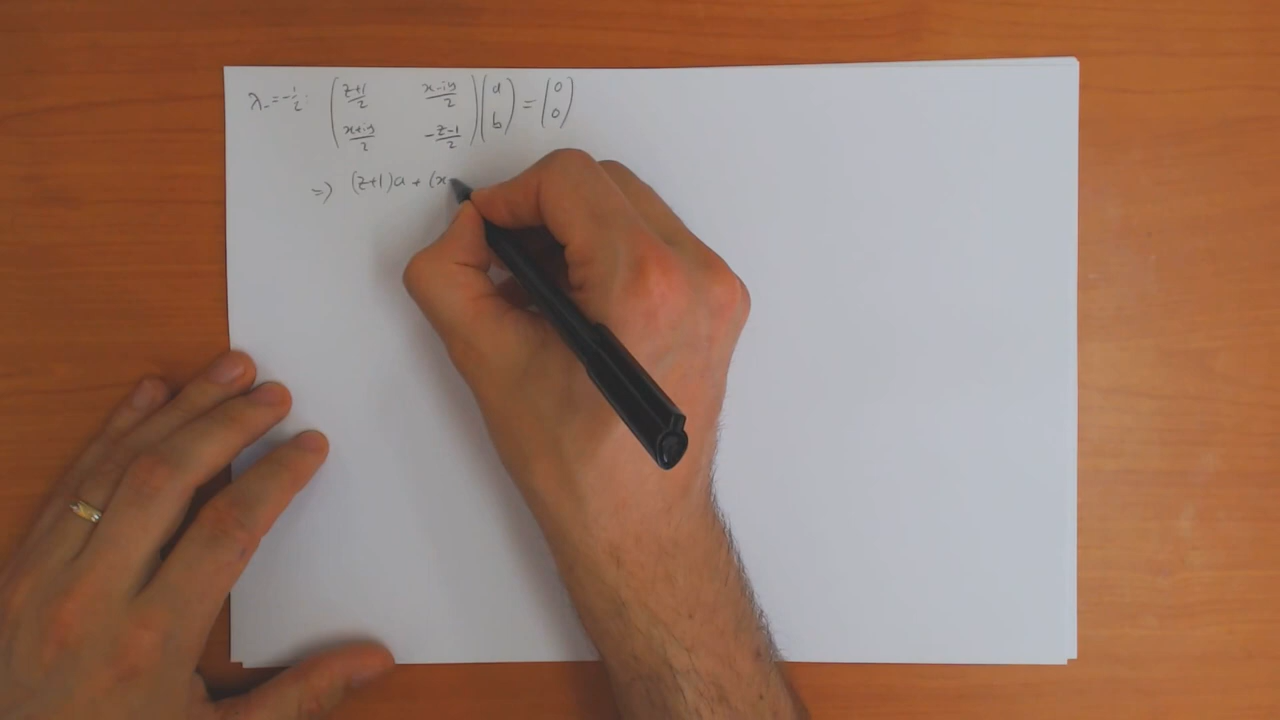 λ₋ = -1/2 : ( (z+1)/2 (x-iy)/2 ; (x+iy)/2 -(z-1)/2 ) ( a ; b ) = ( 0 ; 0 )
=> (z+1)a + (x